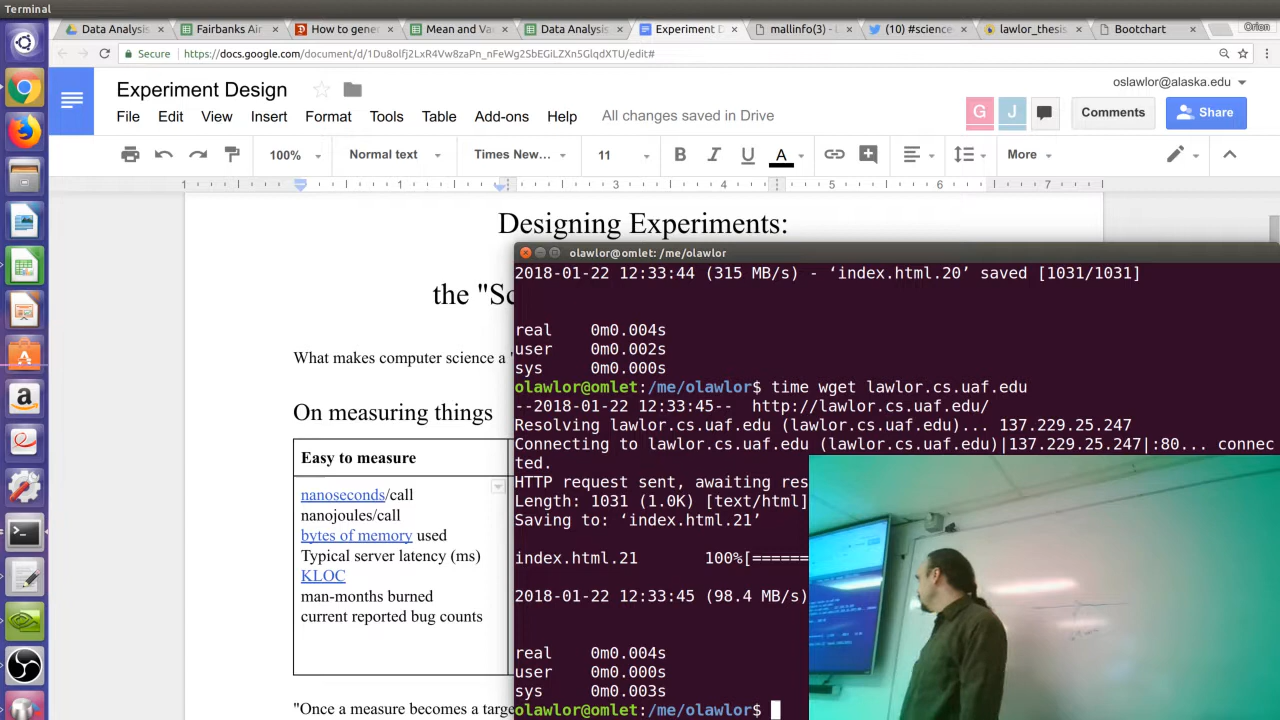 Terminal
Data Analysis
Fairbanks Air
How to gene
Mean and Va
Data Analysis
Experiment D
mallinfo(3) - L
(10) #science
lawlor_thesis
Bootchart
Orion
Secure
https://docs.google.com/document/d/1Du8olfj2LxR4Vw8zaPn_nFeWg2SbEGiLZXn5GlqdXTU/edit#
Experiment Design
oslawlor@alaska.edu
File Edit View Insert Format Tools Table Add-ons Help All changes saved in Drive
G J Comments Share
100% Normal text Times New... 11 B I U A More
1 1 3 4 5 6 7
Designing Experiments:
the "Sc
What makes computer science a "
On measuring things
Easy to measure
nanoseconds/call
nanojoules/call
bytes of memory used
Typical server latency (ms)
KLOC
man-months burned
current reported bug counts
"Once a measure becomes a targe
olawlor@omlet: /me/olawlor
2018-01-22 12:33:44 (315 MB/s) - ‘index.html.20’ saved [1031/1031]
real 0m0.004s
user 0m0.002s
sys 0m0.000s
olawlor@omlet:/me/olawlor$ time wget lawlor.cs.uaf.edu
--2018-01-22 12:33:45-- http://lawlor.cs.uaf.edu/
Resolving lawlor.cs.uaf.edu (lawlor.cs.uaf.edu)... 137.229.25.247
Connecting to lawlor.cs.uaf.edu (lawlor.cs.uaf.edu)|137.229.25.247|:80... connec
ted.
HTTP request sent, awaiting res
Length: 1031 (1.0K) [text/html]
Saving to: ‘index.html.21’
index.html.21 100%[======
2018-01-22 12:33:45 (98.4 MB/s)
real 0m0.004s
user 0m0.000s
sys 0m0.003s
olawlor@omlet:/me/olawlor$